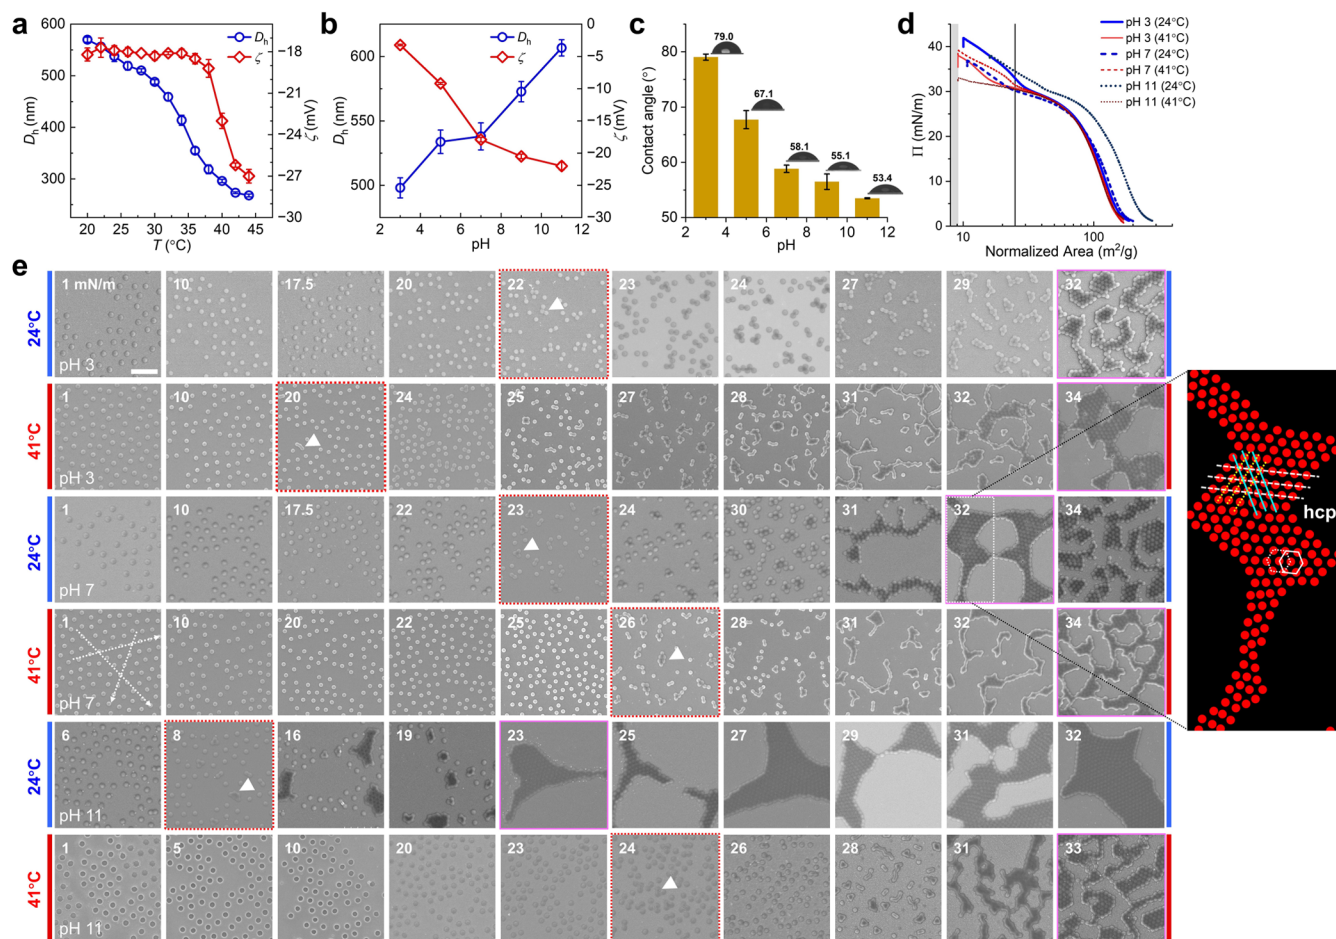 a
600
500
400
300
D_h (nm)
20 25 30 35 40 45
T (°C)
D_h
ζ
−18
−21
−24
−27
−30
ζ (mV)
b
600
550
500
D_h (nm)
2 4 6 8 10 12
pH
D_h
ζ
0
−5
−10
−15
−20
−25
−30
ζ (mV)
c
80
70
60
50
Contact angle (°)
79.0
67.1
58.1
55.1
53.4
2 4 6 8 10 12
pH
d
40
30
20
10
0
Π (mN/m)
10 100
Normalized Area (m²/g)
pH 3 (24°C)
pH 3 (41°C)
pH 7 (24°C)
pH 7 (41°C)
pH 11 (24°C)
pH 11 (41°C)
e
24°C
1 mN/m 10 17.5 20 22 23 24 27 29 32
pH 3
41°C
1 10 20 24 25 27 28 31 32 34
pH 3
24°C
1 10 17.5 22 23 24 30 31 32 34
pH 7
41°C
1 10 20 22 25 26 28 31 32 34
pH 7
24°C
6 8 16 19 23 25 27 29 31 32
pH 11
41°C
1 5 10 20 23 24 26 28 31 33
pH 11
hcp